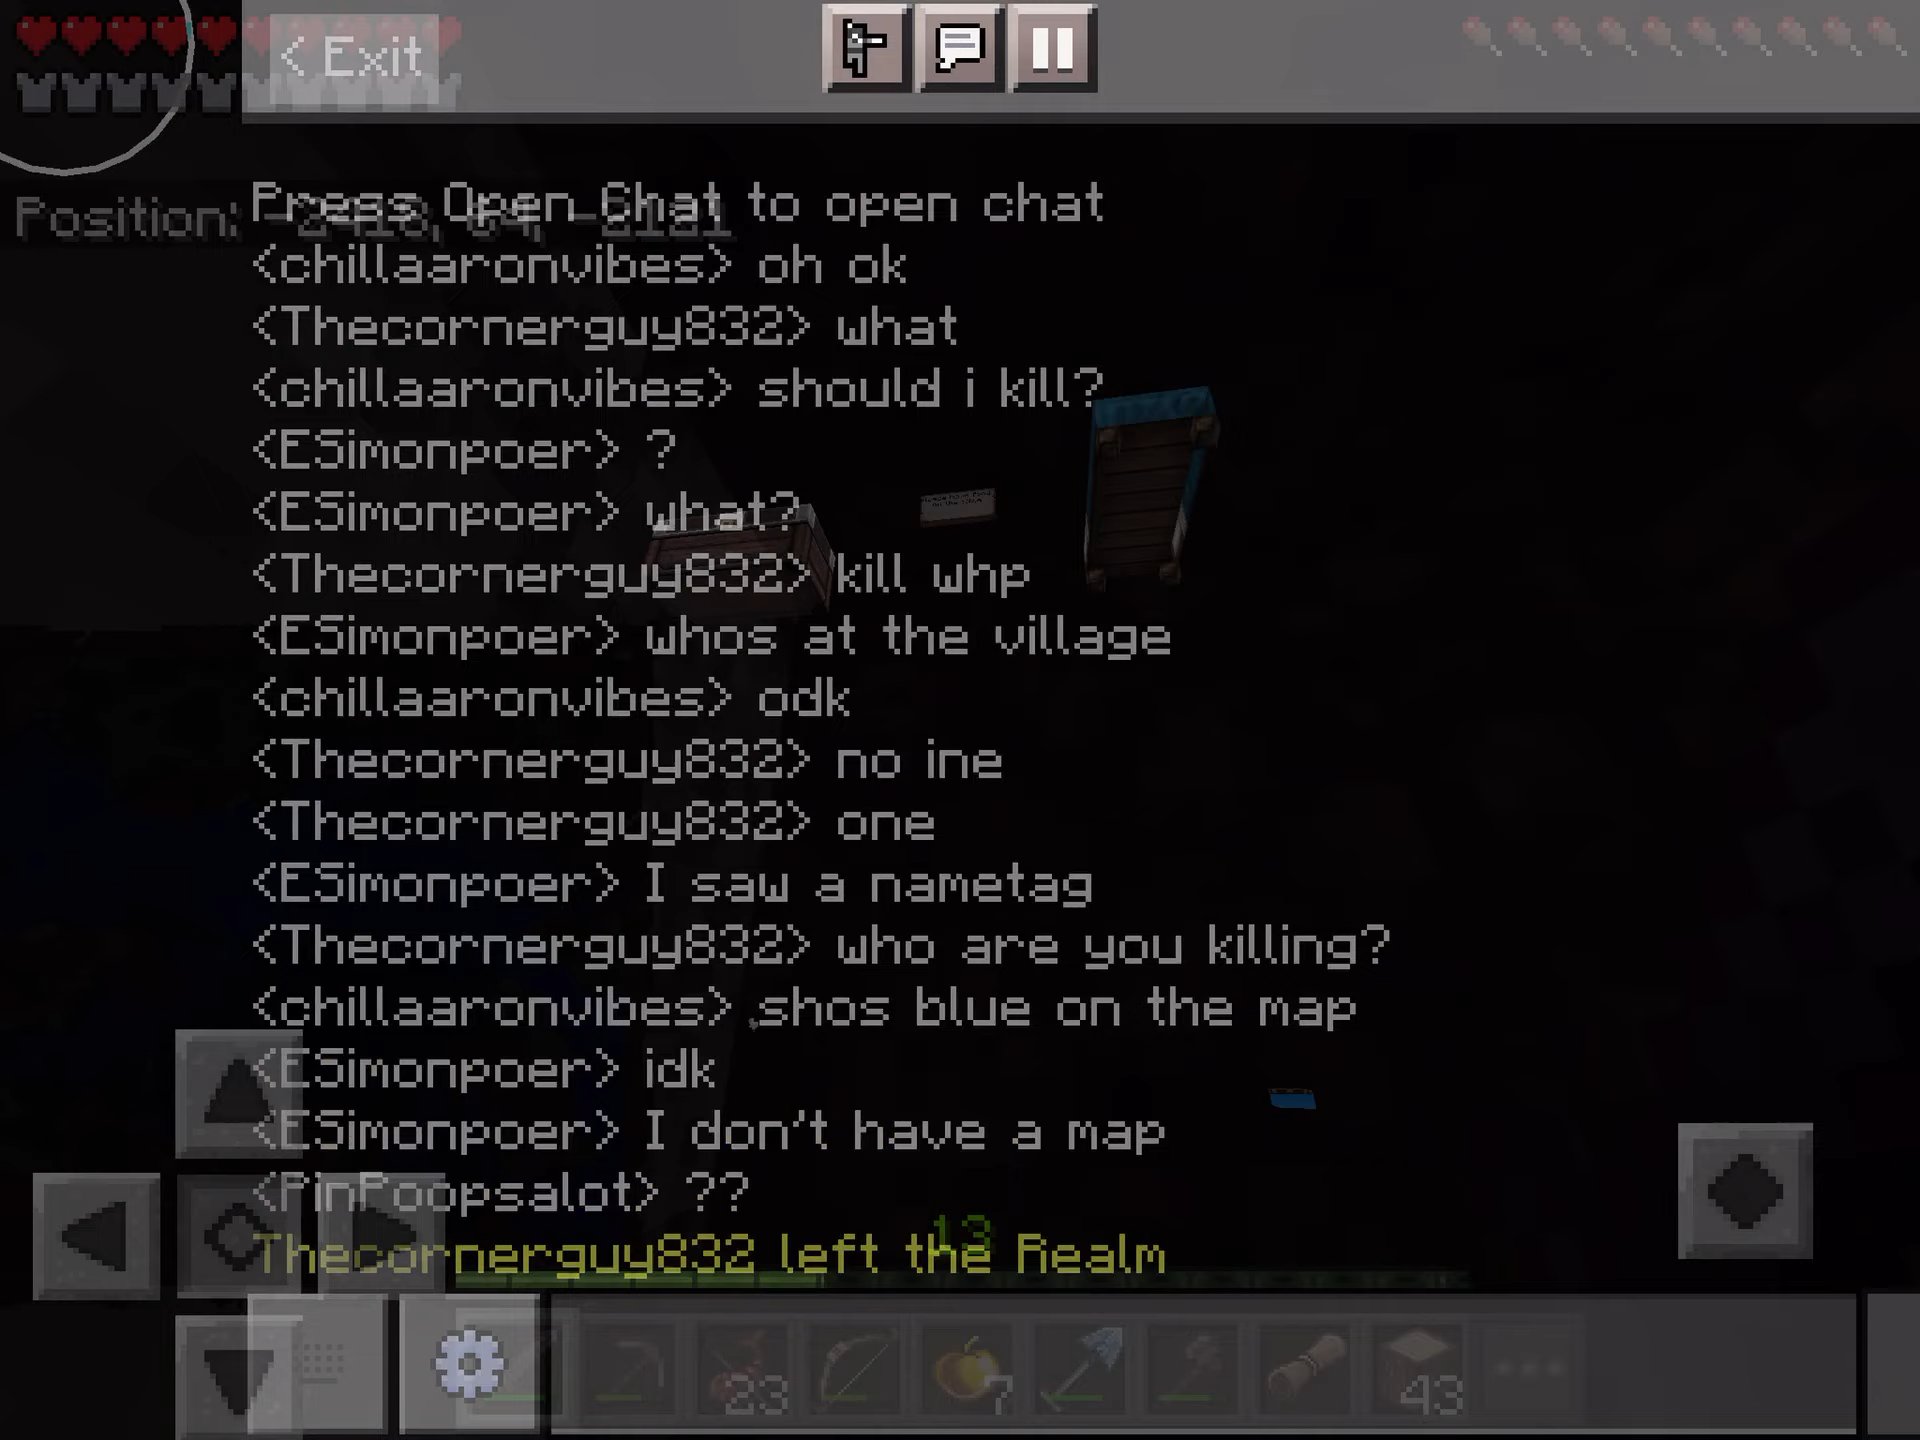 < Exit
Press Open Chat to open chat
Position:
<chillaaronvibes> oh ok
<Thecornerguy832> what
<chillaaronvibes> should i kill?
<ESimonpoer> ?
<ESimonpoer> what?
<Thecornerguy832> kill whp
<ESimonpoer> whos at the village
<chillaaronvibes> odk
<Thecornerguy832> no ine
<Thecornerguy832> one
<ESimonpoer> I saw a nametag
<Thecornerguy832> who are you killing?
<chillaaronvibes> shos blue on the map
<ESimonpoer> idk
<ESimonpoer> I don't have a map
<PinPoopsalot> ??
13
Thecornerguy832 left the Realm
23
7
43